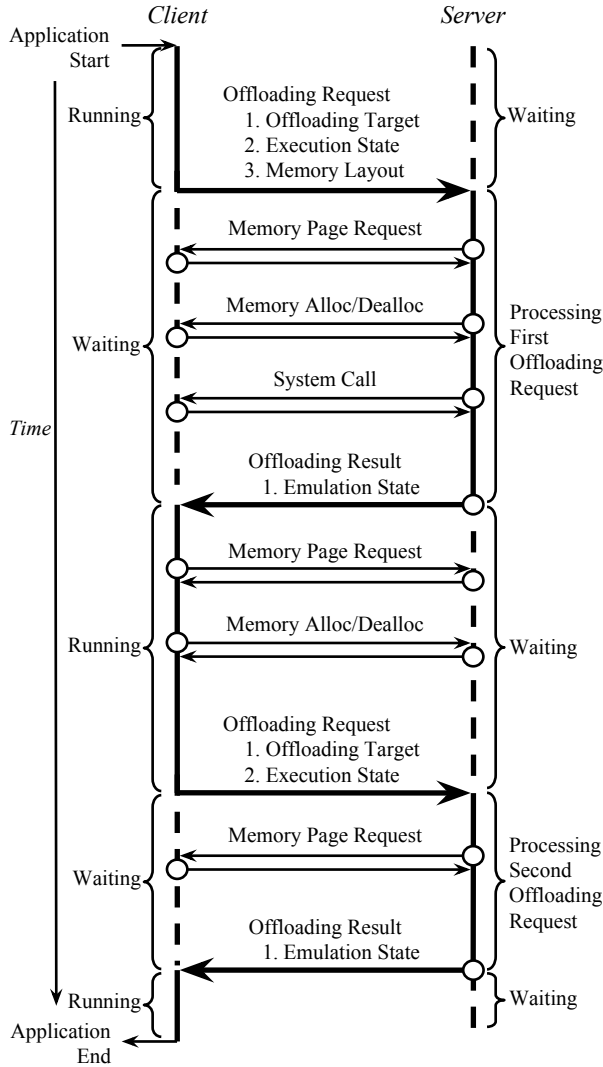 Client
Server
Application
Start
Running
Offloading Request
1. Offloading Target
2. Execution State
3. Memory Layout
Waiting
Memory Page Request
Memory Alloc/Dealloc
Waiting
Processing
First
Offloading
Request
System Call
Time
Offloading Result
1. Emulation State
Memory Page Request
Memory Alloc/Dealloc
Running
Waiting
Offloading Request
1. Offloading Target
2. Execution State
Memory Page Request
Waiting
Processing
Second
Offloading
Request
Offloading Result
1. Emulation State
Running
Waiting
Application
End